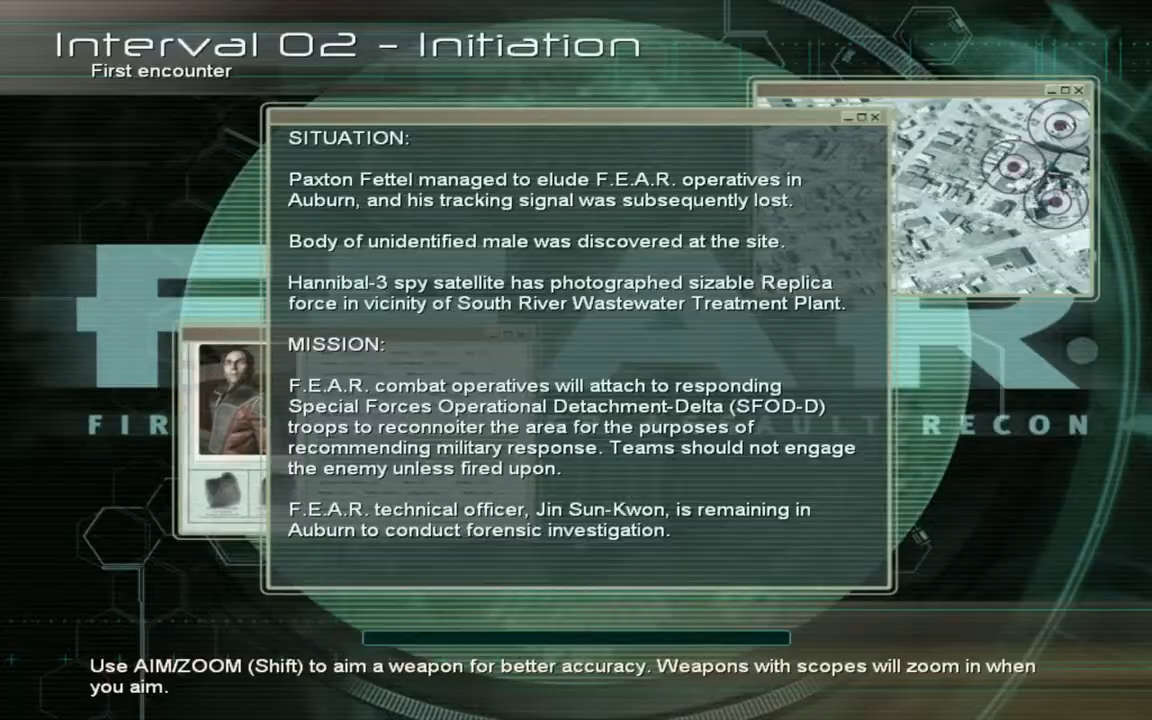 Interval 02 - Initiation
First encounter
SITUATION:
Paxton Fettel managed to elude F.E.A.R. operatives in
Auburn, and his tracking signal was subsequently lost.
Body of unidentified male was discovered at the site.
Hannibal-3 spy satellite has photographed sizable Replica
force in vicinity of South River Wastewater Treatment Plant.
MISSION:
F.E.A.R. combat operatives will attach to responding
Special Forces Operational Detachment-Delta (SFOD-D)
troops to reconnoiter the area for the purposes of
recommending military response. Teams should not engage
the enemy unless fired upon.
F.E.A.R. technical officer, Jin Sun-Kwon, is remaining in
Auburn to conduct forensic investigation.
RECON
Use AIM/ZOOM (Shift) to aim a weapon for better accuracy. Weapons with scopes will zoom in when
you aim.